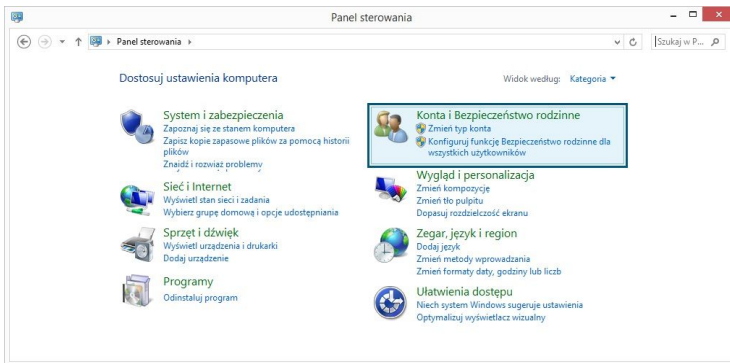 Panel sterowania
Panel sterowania
Szukaj w P...
Dostosuj ustawienia komputera
Widok według: Kategoria
System i zabezpieczenia
Zapoznaj się ze stanem komputera
Zapisz kopie zapasowe plików za pomocą historii
plików
Znajdź i rozwiąż problemy
Sieć i Internet
Wyświetl stan sieci i zadania
Wybierz grupę domową i opcje udostępniania
Sprzęt i dźwięk
Wyświetl urządzenia i drukarki
Dodaj urządzenie
Programy
Odinstaluj program
Konta i Bezpieczeństwo rodzinne
Zmień typ konta
Konfiguruj funkcję Bezpieczeństwo rodzinne dla
wszystkich użytkowników
Wygląd i personalizacja
Zmień kompozycję
Zmień tło pulpitu
Dopasuj rozdzielczość ekranu
Zegar, język i region
Dodaj język
Zmień metody wprowadzania
Zmień formaty daty, godziny lub liczb
Ułatwienia dostępu
Niech system Windows sugeruje ustawienia
Optymalizuj wyświetlacz wizualny